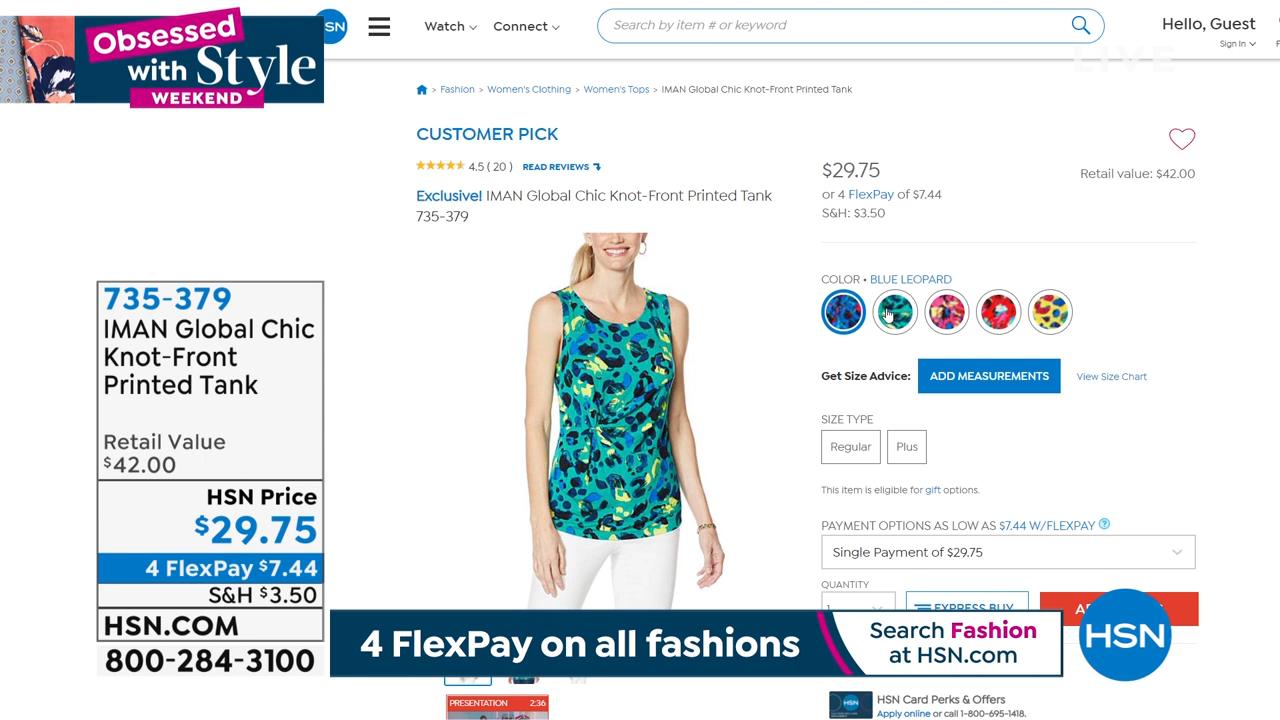 Obsessed
with Style
WEEKEND
HSN
Watch
Connect
Search by item # or keyword
Hello, Guest
Sign In
LIVE
> Fashion > Women's Clothing > Women's Tops > IMAN Global Chic Knot-Front Printed Tank
CUSTOMER PICK
4.5 ( 20 ) READ REVIEWS
Exclusive! IMAN Global Chic Knot-Front Printed Tank
735-379
$29.75
Retail value: $42.00
or 4 FlexPay of $7.44
S&H: $3.50
COLOR • BLUE LEOPARD
Get Size Advice: ADD MEASUREMENTS View Size Chart
SIZE TYPE
Regular Plus
This item is eligible for gift options.
PAYMENT OPTIONS AS LOW AS $7.44 W/FLEXPAY ?
Single Payment of $29.75
QUANTITY
1 EXPRESS BUY
735-379
IMAN Global Chic
Knot-Front
Printed Tank
Retail Value
$42.00
HSN Price
$29.75
4 FlexPay $7.44
S&H $3.50
HSN.COM
800-284-3100
4 FlexPay on all fashions
Search Fashion
at HSN.com
HSN
PRESENTATION 2:36
HSN
HSN Card Perks & Offers
Apply online or call 1-800-695-1418.